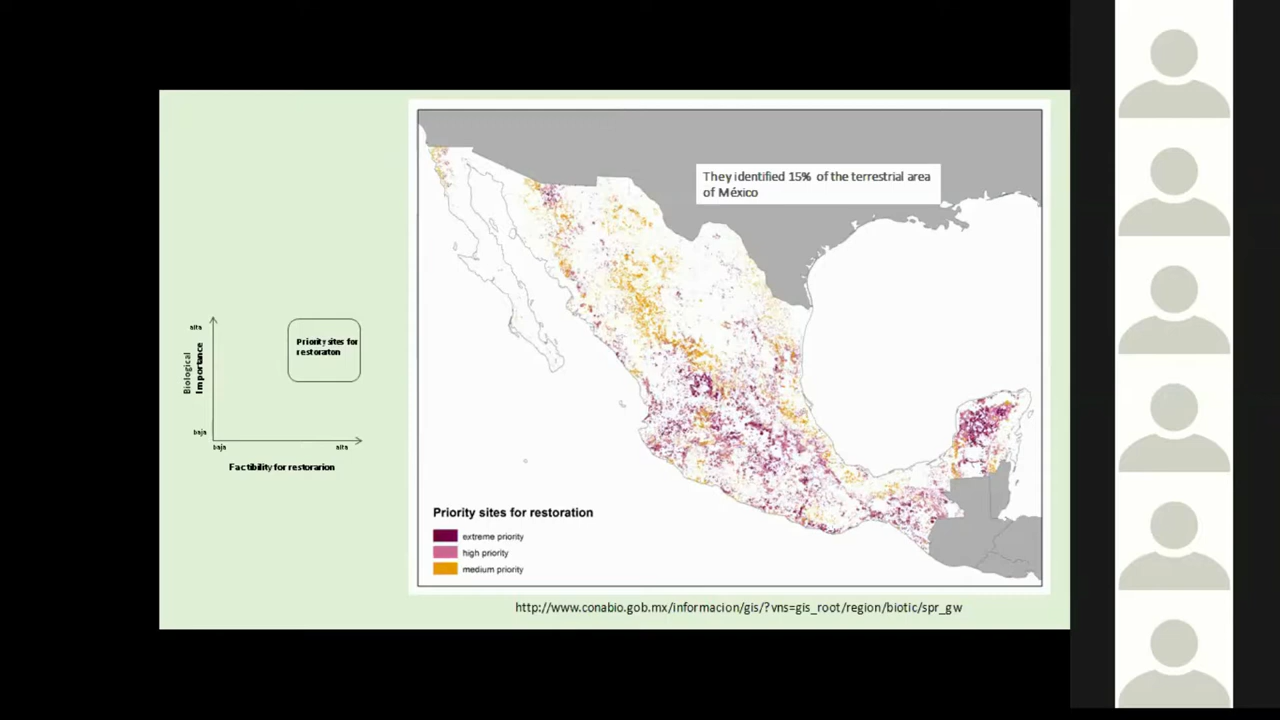 They identified 15% of the terrestrial area
of México
alta
Biological
Importance
Priority sites for
restoraton
baja
baja
alta
Factibility for restorarion
Priority sites for restoration
extreme priority
high priority
medium priority
http://www.conabio.gob.mx/informacion/gis/?vns=gis_root/region/biotic/spr_gw